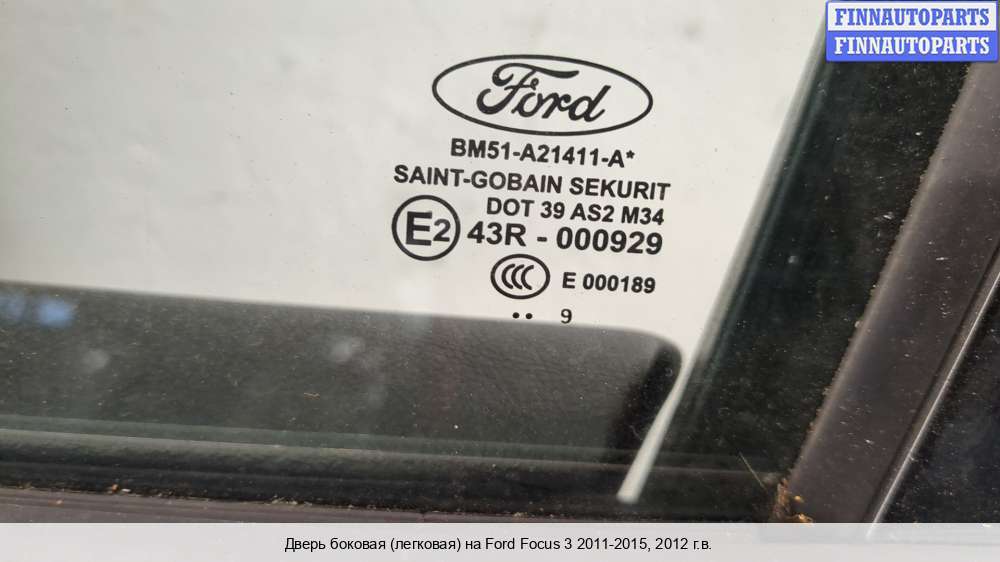 FINNAUTOPARTS
FINNAUTOPARTS
Ford
BM51-A21411-A*
SAINT-GOBAIN SEKURIT
DOT 39 AS2 M34
E2 43R - 000929
CCC E 000189
•• 9
Дверь боковая (легковая) на Ford Focus 3 2011-2015, 2012 г.в.